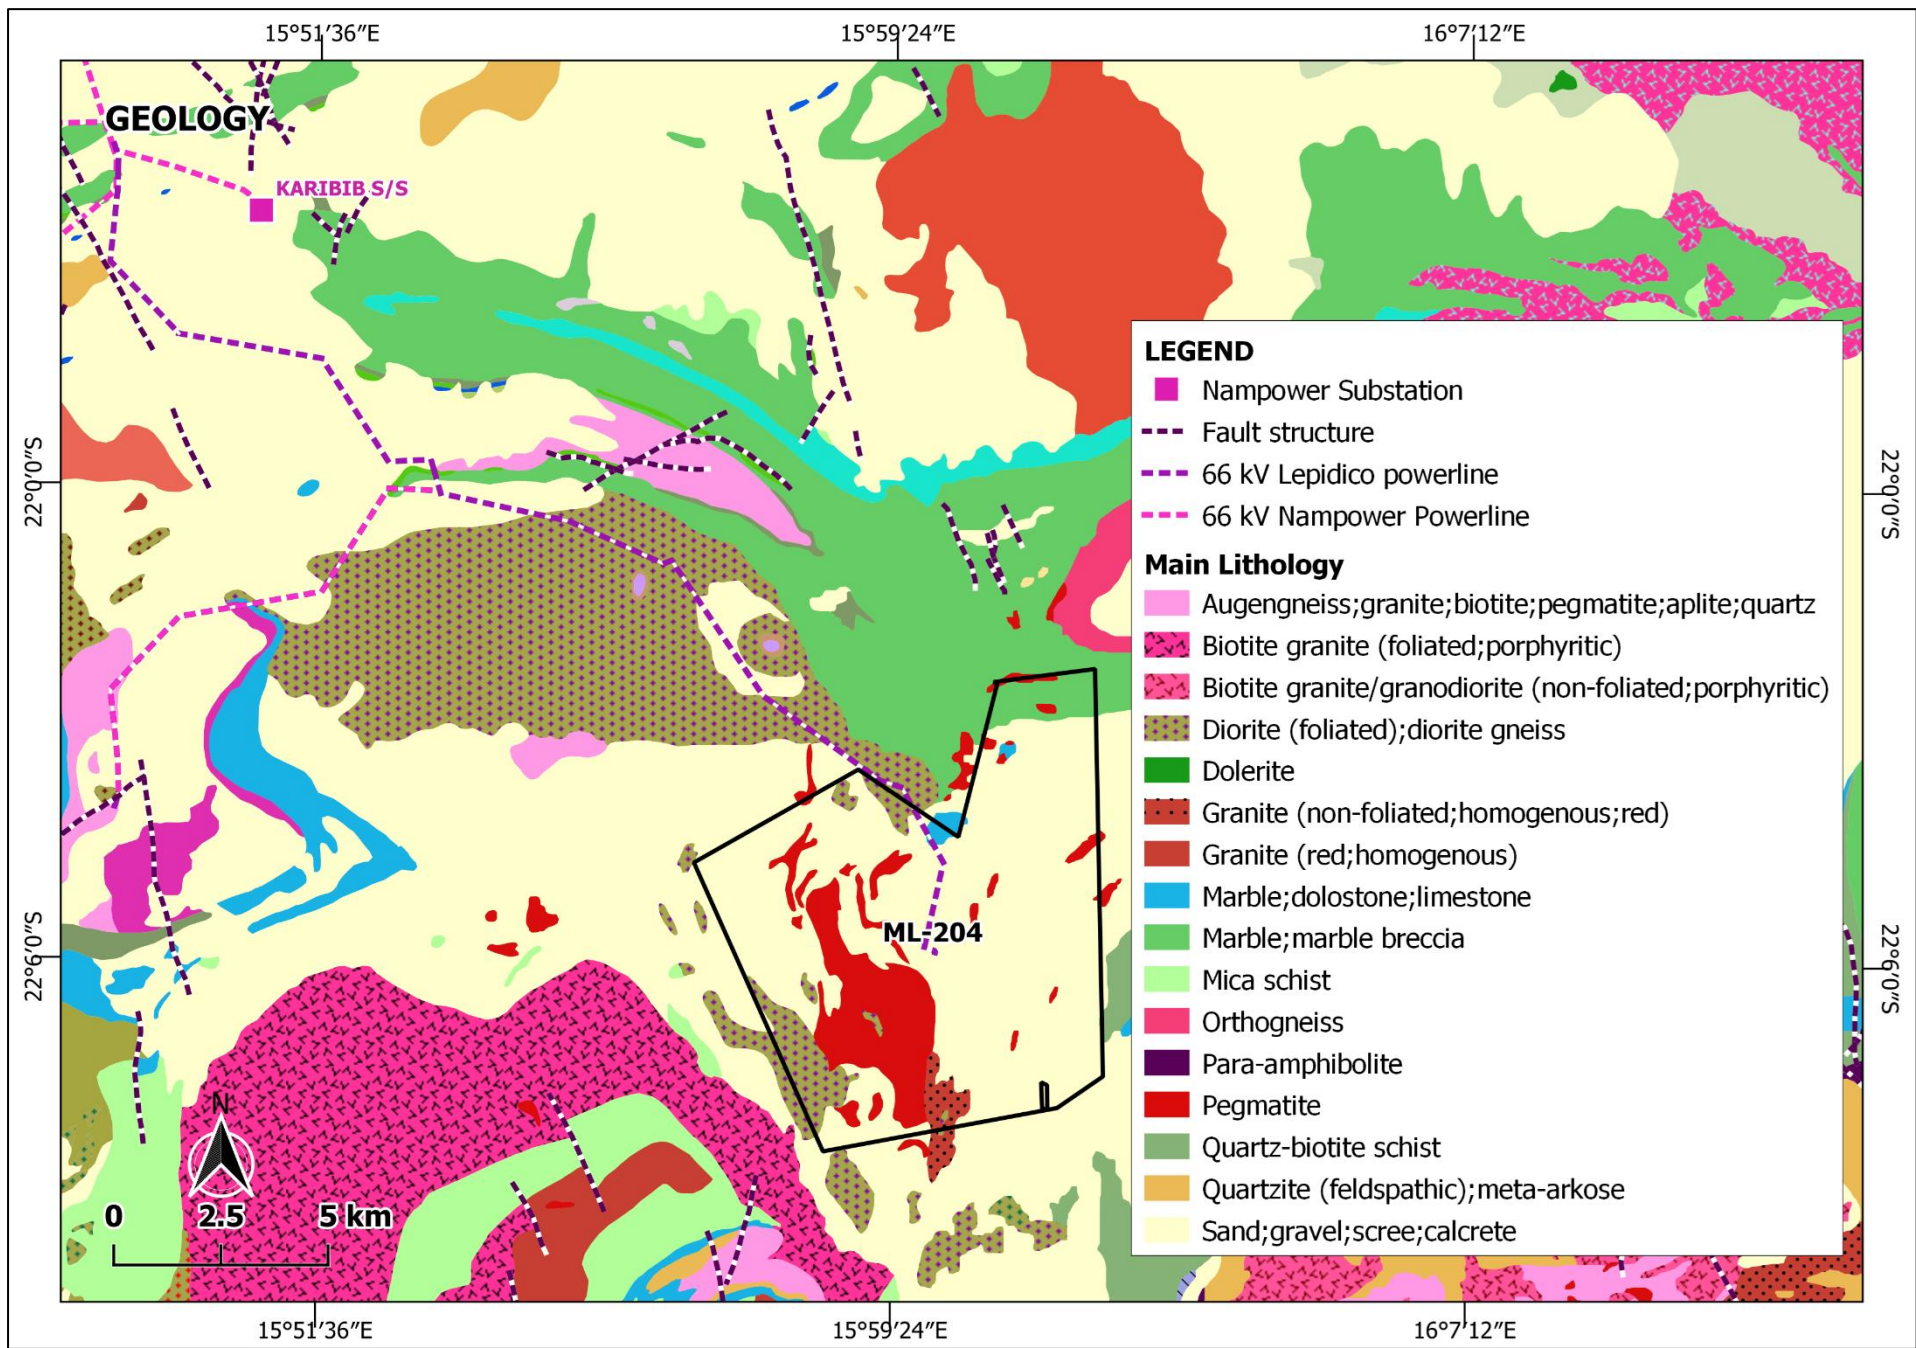 15°51′36″E
15°59′24″E
16°7′12″E
GEOLOGY
KARIBIB S/S
22°0′0″S
22°0′0″S
LEGEND
Nampower Substation
Fault structure
66 kV Lepidico powerline
66 kV Nampower Powerline
Main Lithology
Augengneiss;granite;biotite;pegmatite;aplite;quartz
Biotite granite (foliated;porphyritic)
Biotite granite/granodiorite (non-foliated;porphyritic)
Diorite (foliated);diorite gneiss
Dolerite
Granite (non-foliated;homogenous;red)
Granite (red;homogenous)
Marble;dolostone;limestone
Marble;marble breccia
Mica schist
Orthogneiss
Para-amphibolite
Pegmatite
Quartz-biotite schist
Quartzite (feldspathic);meta-arkose
Sand;gravel;scree;calcrete
ML-204
22°6′0″S
22°6′0″S
N
0 2.5 5 km
15°51′36″E
15°59′24″E
16°7′12″E